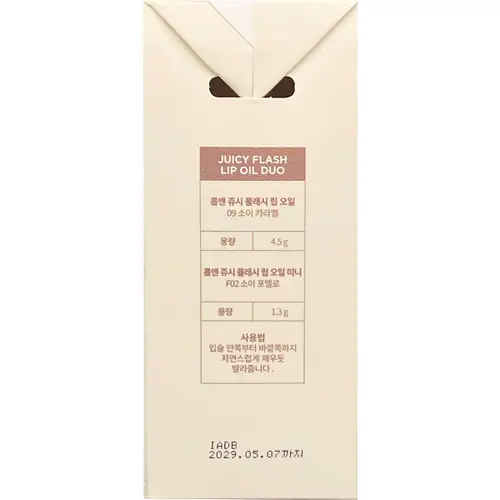 JUICY FLASH
LIP OIL DUO
롬앤 쥬시 플래시 립 오일
09 소이 카라멜
용량 4.5 g
롬앤 쥬시 플래시 립 오일 미니
F02 소이 포멜로
용량 1.3 g
사용법
입술 안쪽부터 바깥쪽까지
자연스럽게 채우듯
발라줍니다.
IADB
2029.05.07까지